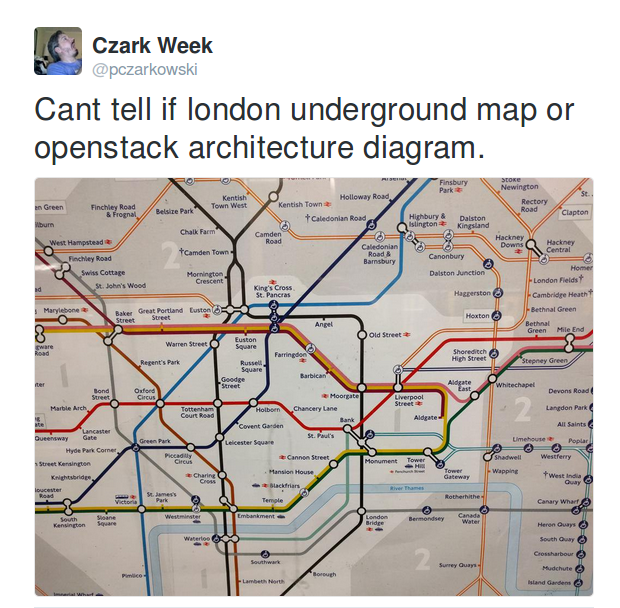 Czark Week
@pczarkowski
Cant tell if london underground map or
openstack architecture diagram.
Finsbury
Park
Stoke
Newington
Holloway Road
Kentish
Town West
Kentish Town
Rectory
Road
Clapton
Finchley Road
& Frognal
Belsize Park
Caledonian Road
Highbury &
Islington
Dalston
Kingsland
Chalk Farm
Camden
Road
Hackney
Downs
Hackney
Central
West Hampstead
Caledonian
Road &
Barnsbury
Canonbury
Finchley Road
†Camden Town
Swiss Cottage
Mornington
Crescent
Dalston Junction
St. John's Wood
King's Cross
St. Pancras
London Fields†
Haggerston
Cambridge Heath†
Marylebone
Baker
Street
Great Portland
Street
Euston
Hoxton
Bethnal Green
Angel
Old Street
Bethnal
Green
Mile End
Warren Street
Euston
Square
Farringdon
Shoreditch
High Street
Stepney Green
Regent's Park
Russell
Square
Barbican
Goodge
Street
Moorgate
Liverpool
Street
Aldgate
East
Whitechapel
Bond
Street
Oxford
Circus
Devons Road
Marble Arch
Tottenham
Court Road
Holborn
Chancery Lane
Aldgate
2
Langdon Park
Lancaster
Gate
Queensway
Covent Garden
St. Paul's
Bank
All Saints
Green Park
Leicester Square
Limehouse
Poplar
Hyde Park Corner
Piccadilly
Circus
Cannon Street
Monument
Tower
Hill
Fenchurch Street
Shadwell
Westferry
Mansion House
Tower
Gateway
Knightsbridge
Charing
Cross
Blackfriars
Wapping
†West India
Quay
Temple
River Thames
Victoria
St. James's
Park
Rotherhithe
Canary Wharf
South
Kensington
Sloane
Square
Westminster
Embankment
London
Bridge
Bermondsey
Canada
Water
Heron Quays
Waterloo
South Quay
Southwark
2
Crossharbour
Surrey Quays
Mudchute
Pimlico
Lambeth North
Borough
Island Gardens